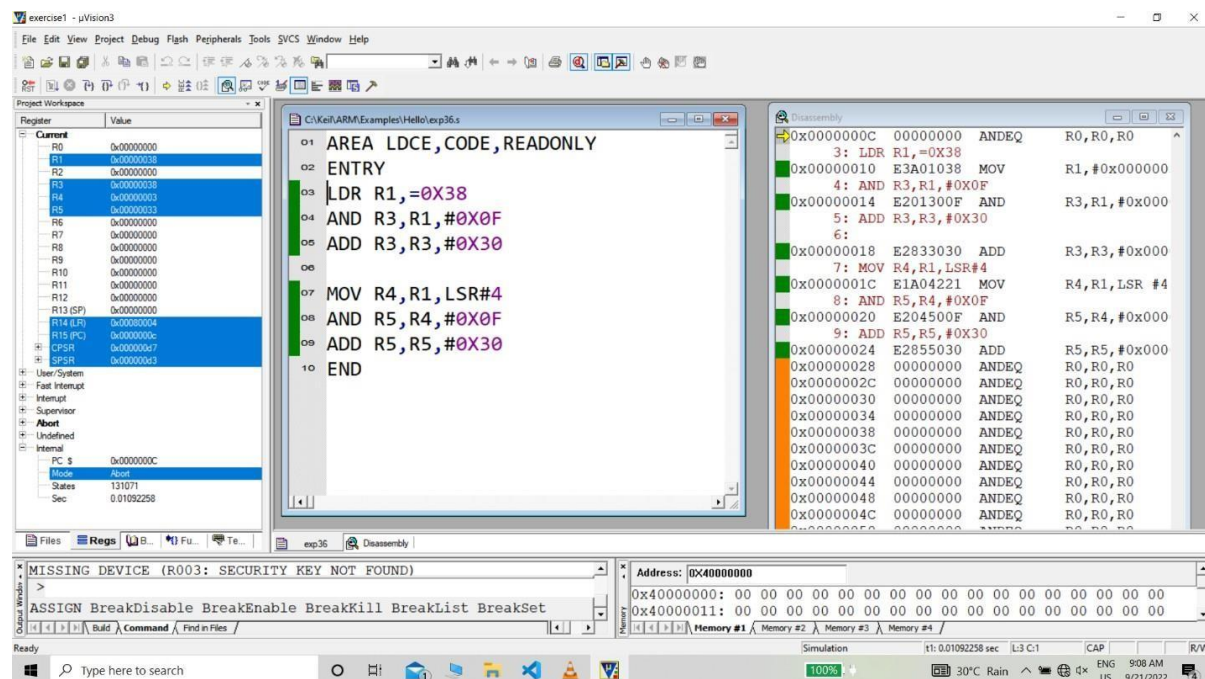 exercise1 - µVision3
File Edit View Project Debug Flash Peripherals Tools SVCS Window Help
Project Workspace
Register Value
Current
R0 0x00000000
R1 0x00000038
R2 0x00000000
R3 0x00000038
R4 0x00000003
R5 0x00000033
R6 0x00000000
R7 0x00000000
R8 0x00000000
R9 0x00000000
R10 0x00000000
R11 0x00000000
R12 0x00000000
R13 (SP) 0x00000000
R14 (LR) 0x00080004
R15 (PC) 0x0000000c
CPSR 0x000000d7
SPSR 0x000000d3
User/System
Fast Interrupt
Interrupt
Supervisor
Abort
Undefined
Internal
PC $ 0x0000000C
Mode Abort
States 131071
Sec 0.01092258
Files Regs B... Fu... Te...
C:\Keil\ARM\Examples\Hello\exp36.s
01 AREA LDCE,CODE,READONLY
02 ENTRY
03 LDR R1,=0X38
04 AND R3,R1,#0X0F
05 ADD R3,R3,#0X30
06
07 MOV R4,R1,LSR#4
08 AND R5,R4,#0X0F
09 ADD R5,R5,#0X30
10 END
exp36 Disassembly
Disassembly
0x0000000C 00000000 ANDEQ R0,R0,R0
3: LDR R1,=0X38
0x00000010 E3A01038 MOV R1,#0x000000
4: AND R3,R1,#0X0F
0x00000014 E201300F AND R3,R1,#0x000
5: ADD R3,R3,#0X30
6:
0x00000018 E2833030 ADD R3,R3,#0x000
7: MOV R4,R1,LSR#4
0x0000001C E1A04221 MOV R4,R1,LSR #4
8: AND R5,R4,#0X0F
0x00000020 E204500F AND R5,R4,#0x000
9: ADD R5,R5,#0X30
0x00000024 E2855030 ADD R5,R5,#0x000
0x00000028 00000000 ANDEQ R0,R0,R0
0x0000002C 00000000 ANDEQ R0,R0,R0
0x00000030 00000000 ANDEQ R0,R0,R0
0x00000034 00000000 ANDEQ R0,R0,R0
0x00000038 00000000 ANDEQ R0,R0,R0
0x0000003C 00000000 ANDEQ R0,R0,R0
0x00000040 00000000 ANDEQ R0,R0,R0
0x00000044 00000000 ANDEQ R0,R0,R0
0x00000048 00000000 ANDEQ R0,R0,R0
0x0000004C 00000000 ANDEQ R0,R0,R0
Output Window
MISSING DEVICE (R003: SECURITY KEY NOT FOUND)
>
ASSIGN BreakDisable BreakEnable BreakKill BreakList BreakSet
Build Command Find in Files
Memory
Address: 0X40000000
0x40000000: 00 00 00 00 00 00 00 00 00 00 00 00 00 00 00 00 00
0x40000011: 00 00 00 00 00 00 00 00 00 00 00 00 00 00 00 00 00
Memory #1 Memory #2 Memory #3 Memory #4
Ready Simulation t1: 0.01092258 sec L:3 C:1 CAP R/W
Type here to search 100% 30°C Rain ENG 9:08 AM
US 9/21/2022